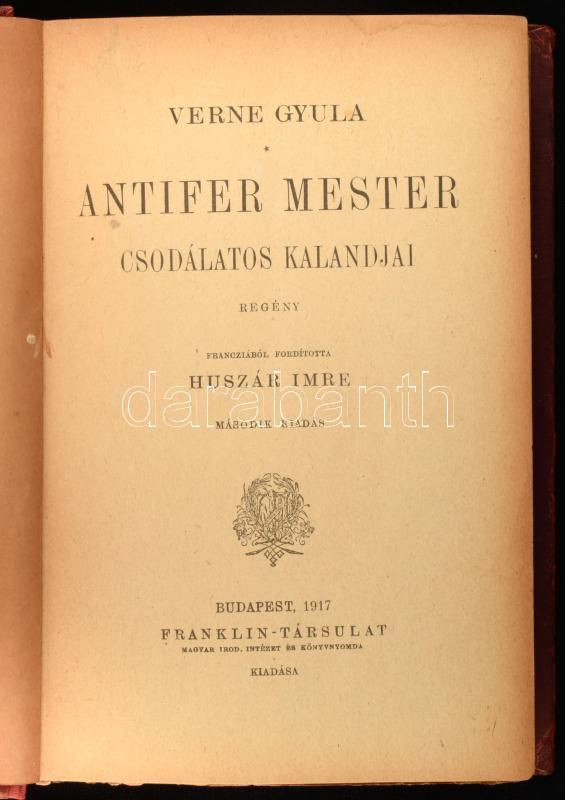 VERNE GYULA
*
ANTIFER MESTER
CSODÁLATOS KALANDJAI
REGÉNY
FRANCZIÁBÓL FORDÍTOTTA
HUSZÁR IMRE
darabanth
MÁSODIK KIADÁS
BUDAPEST, 1917
FRANKLIN-TÁRSULAT
MAGYAR IROD. INTÉZET ÉS KÖNYVNYOMDA
KIADÁSA